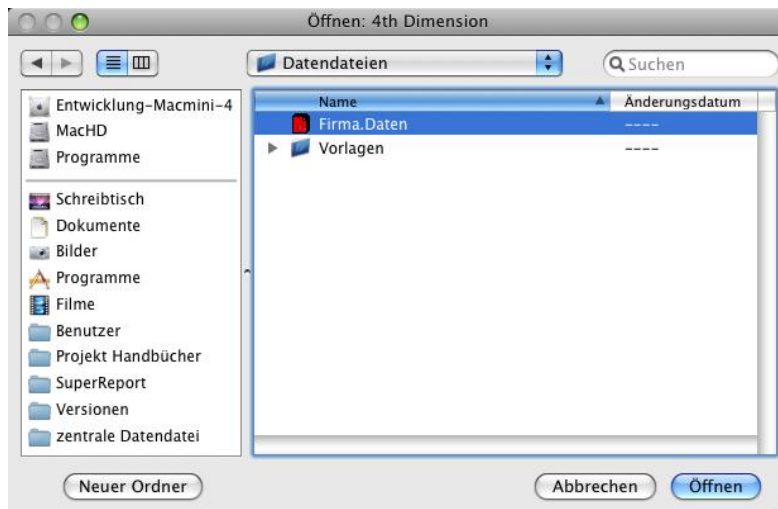 Öffnen: 4th Dimension
Datendateien
Suchen
Entwicklung-Macmini-4
MacHD
Programme
Schreibtisch
Dokumente
Bilder
Programme
Filme
Benutzer
Projekt Handbücher
SuperReport
Versionen
zentrale Datendatei
Name Änderungsdatum
Firma.Daten ----
Vorlagen ----
Neuer Ordner Abbrechen Öffnen